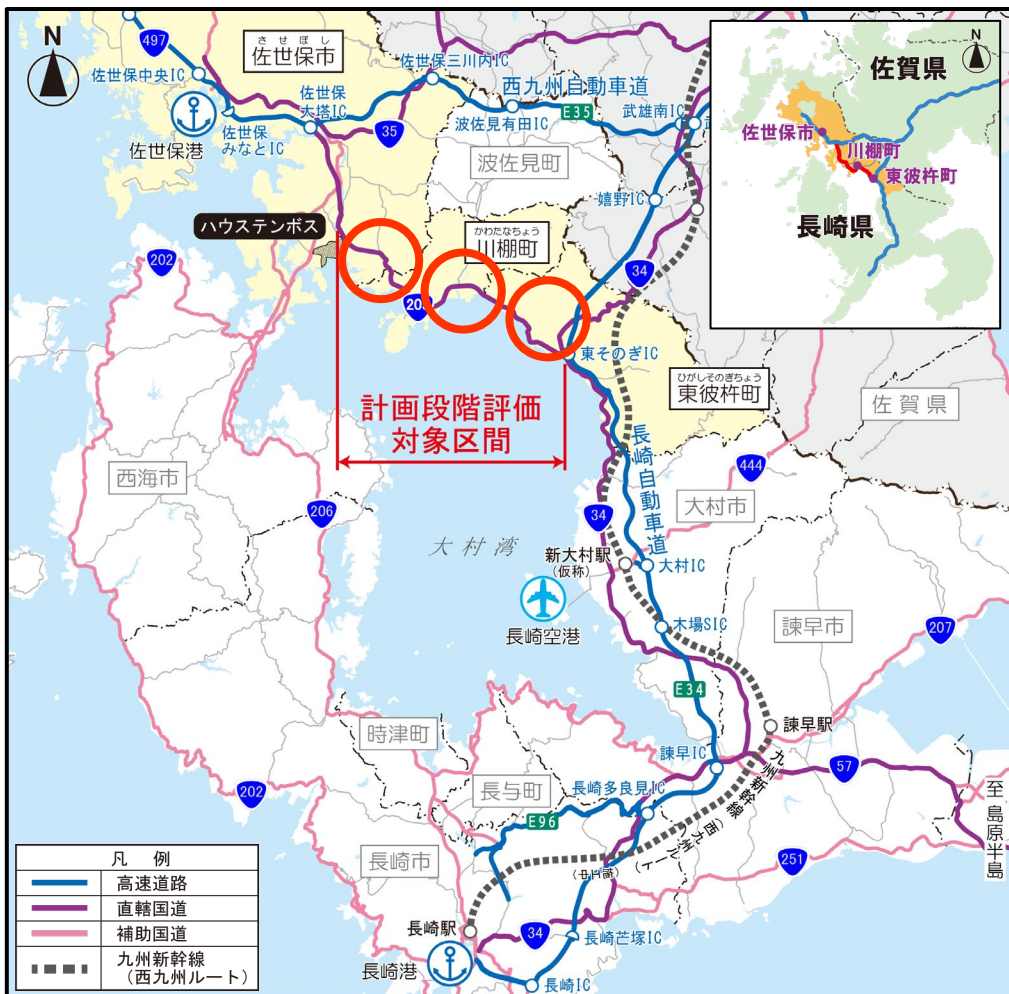 N
497
佐世保中央IC
佐世保港
佐世保
みなとIC
させぼし
佐世保市
佐世保
大塔IC
佐世保三川内IC
西九州自動車道
35
波佐見有田IC
E35
武雄南IC
波佐見町
嬉野IC
ハウステンボス
202
かわたなちょう
川棚町
34
東そのぎIC
ひがしそのぎちょう
東彼杵町
佐賀県
計画段階評価
対象区間
西海市
206
大村湾
長崎自動車道
444
大村市
34
新大村駅
(仮称)
大村IC
長崎空港
木場SIC
諫早市
207
E34
時津町
諫早駅
諫早IC
57
202
長与町
長崎多良見IC
九州新幹線
(西九州ルート)
E96
至島原半島
長崎市
251
長崎駅
34
長崎芒塚IC
長崎港
長崎IC
凡 例
高速道路
直轄国道
補助国道
九州新幹線
(西九州ルート)
N
佐賀県
佐世保市
川棚町
東彼杵町
長崎県